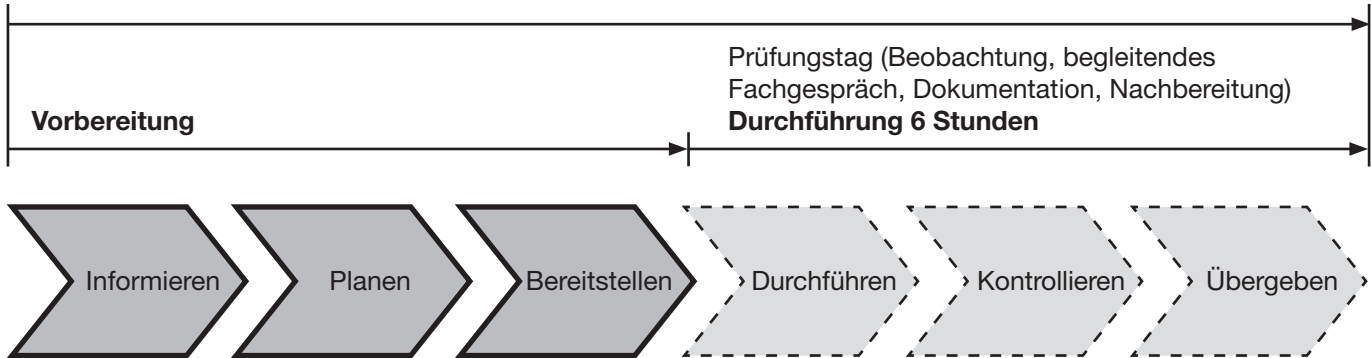 Prüfungstag (Beobachtung, begleitendes
Fachgespräch, Dokumentation, Nachbereitung)
Vorbereitung
Durchführung 6 Stunden
Informieren
Planen
Bereitstellen
Durchführen
Kontrollieren
Übergeben